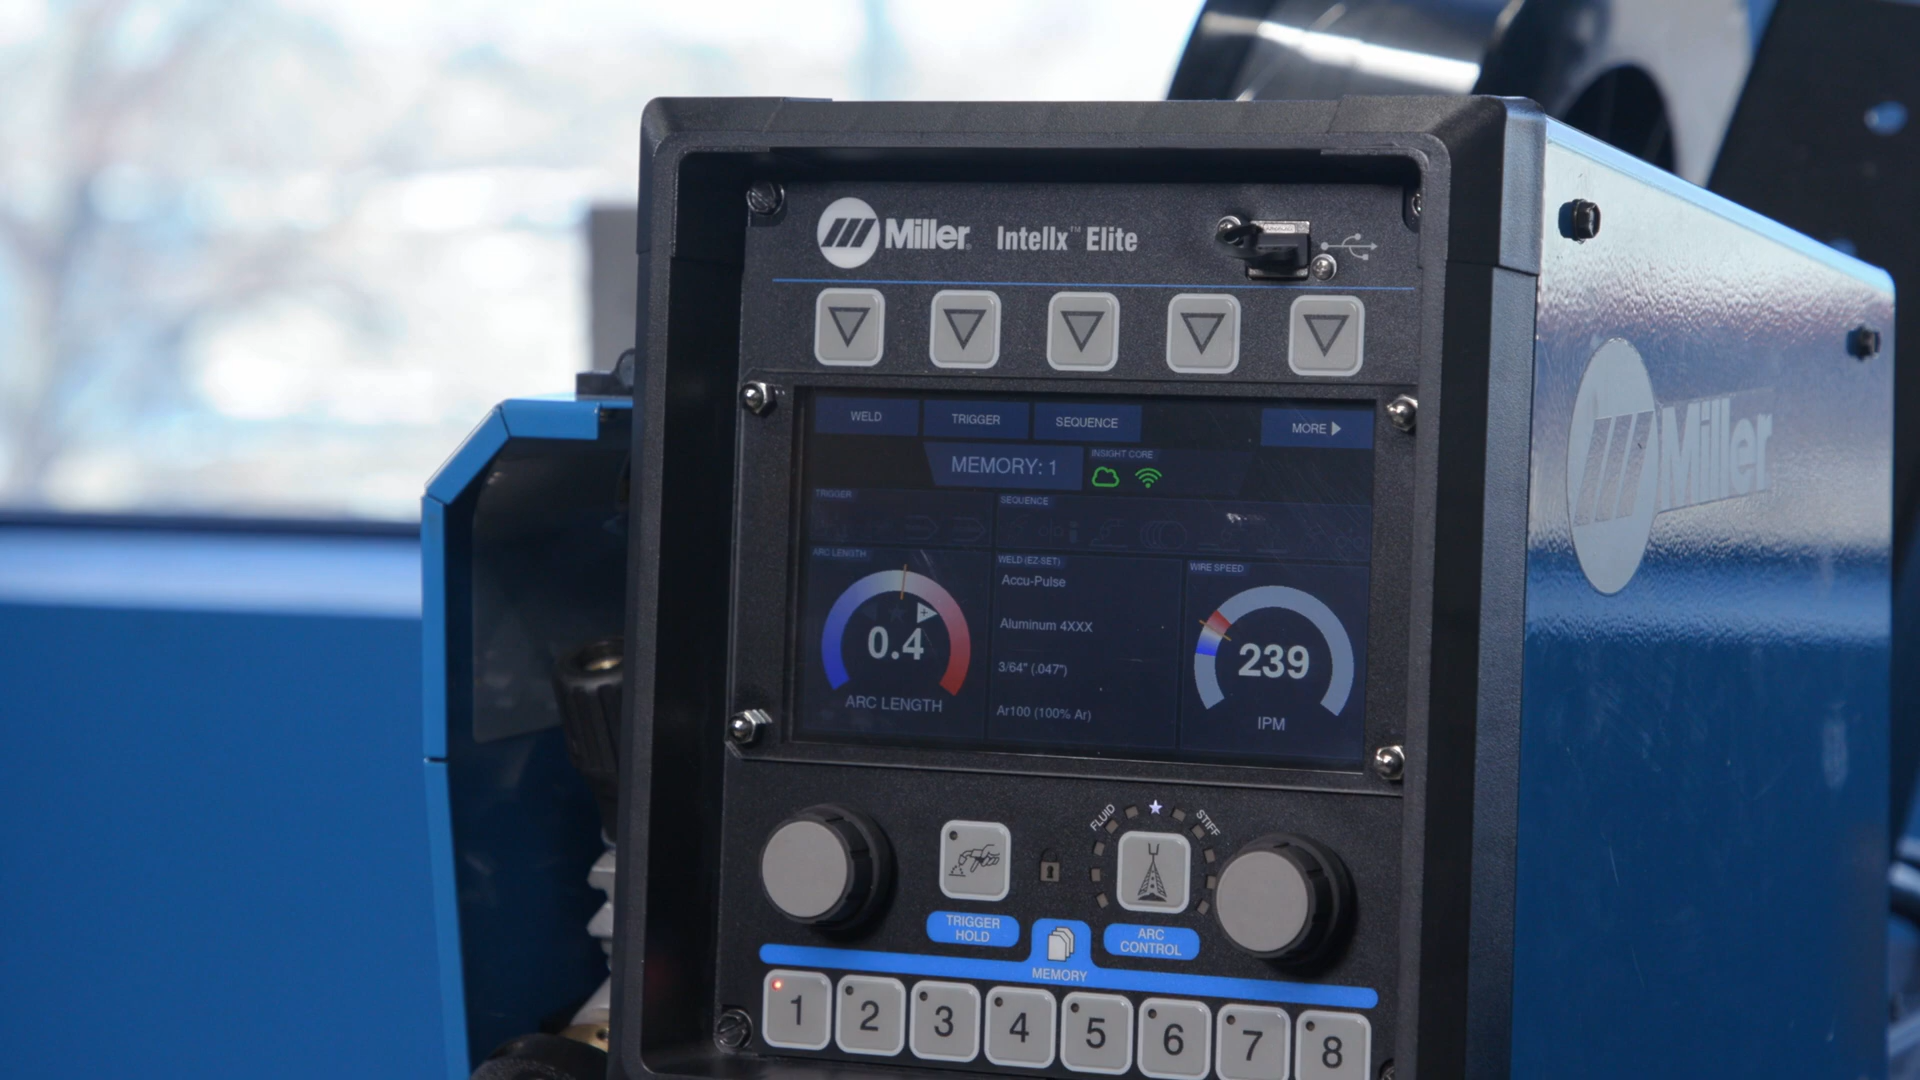 Miller® Intellx™ Elite
WELD
TRIGGER
SEQUENCE
MORE
MEMORY: 1
INSIGHT CORE
TRIGGER
SEQUENCE
ARC LENGTH
0.4
ARC LENGTH
WELD (EZ-SET)
Accu-Pulse
Aluminum 4XXX
3/64" (.047")
Ar100 (100% Ar)
WIRE SPEED
239
IPM
Miller
FLUID
STIFF
TRIGGER
HOLD
ARC
CONTROL
MEMORY
1 2 3 4 5 6 7 8